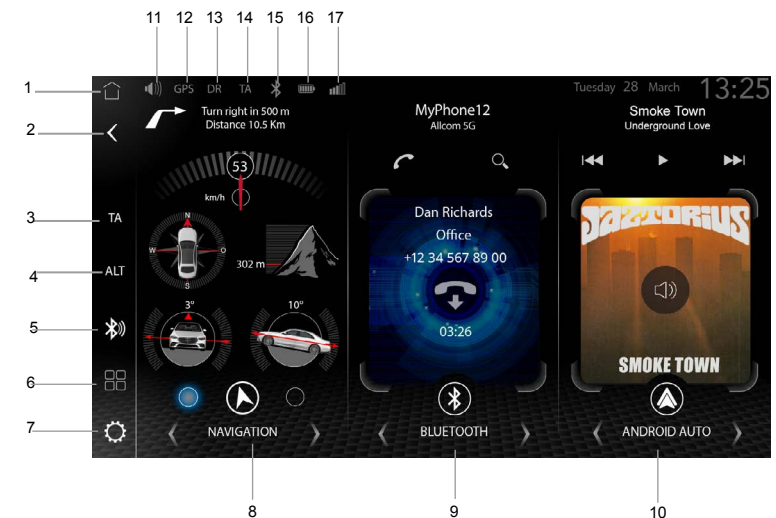 11 12 13 14 15 16 17
1
2
3
4
5
6
7
GPS DR TA
Tuesday 28 March 13:25
Turn right in 500 m
Distance 10.5 Km
53
km/h
N
W O
S
302 m
3° 10°
TA
ALT
NAVIGATION
MyPhone12
Allcom 5G
Dan Richards
Office
+12 34 567 89 00
03:26
BLUETOOTH
Smoke Town
Underground Love
JAZTORIUS
SMOKE TOWN
ANDROID AUTO
8 9 10